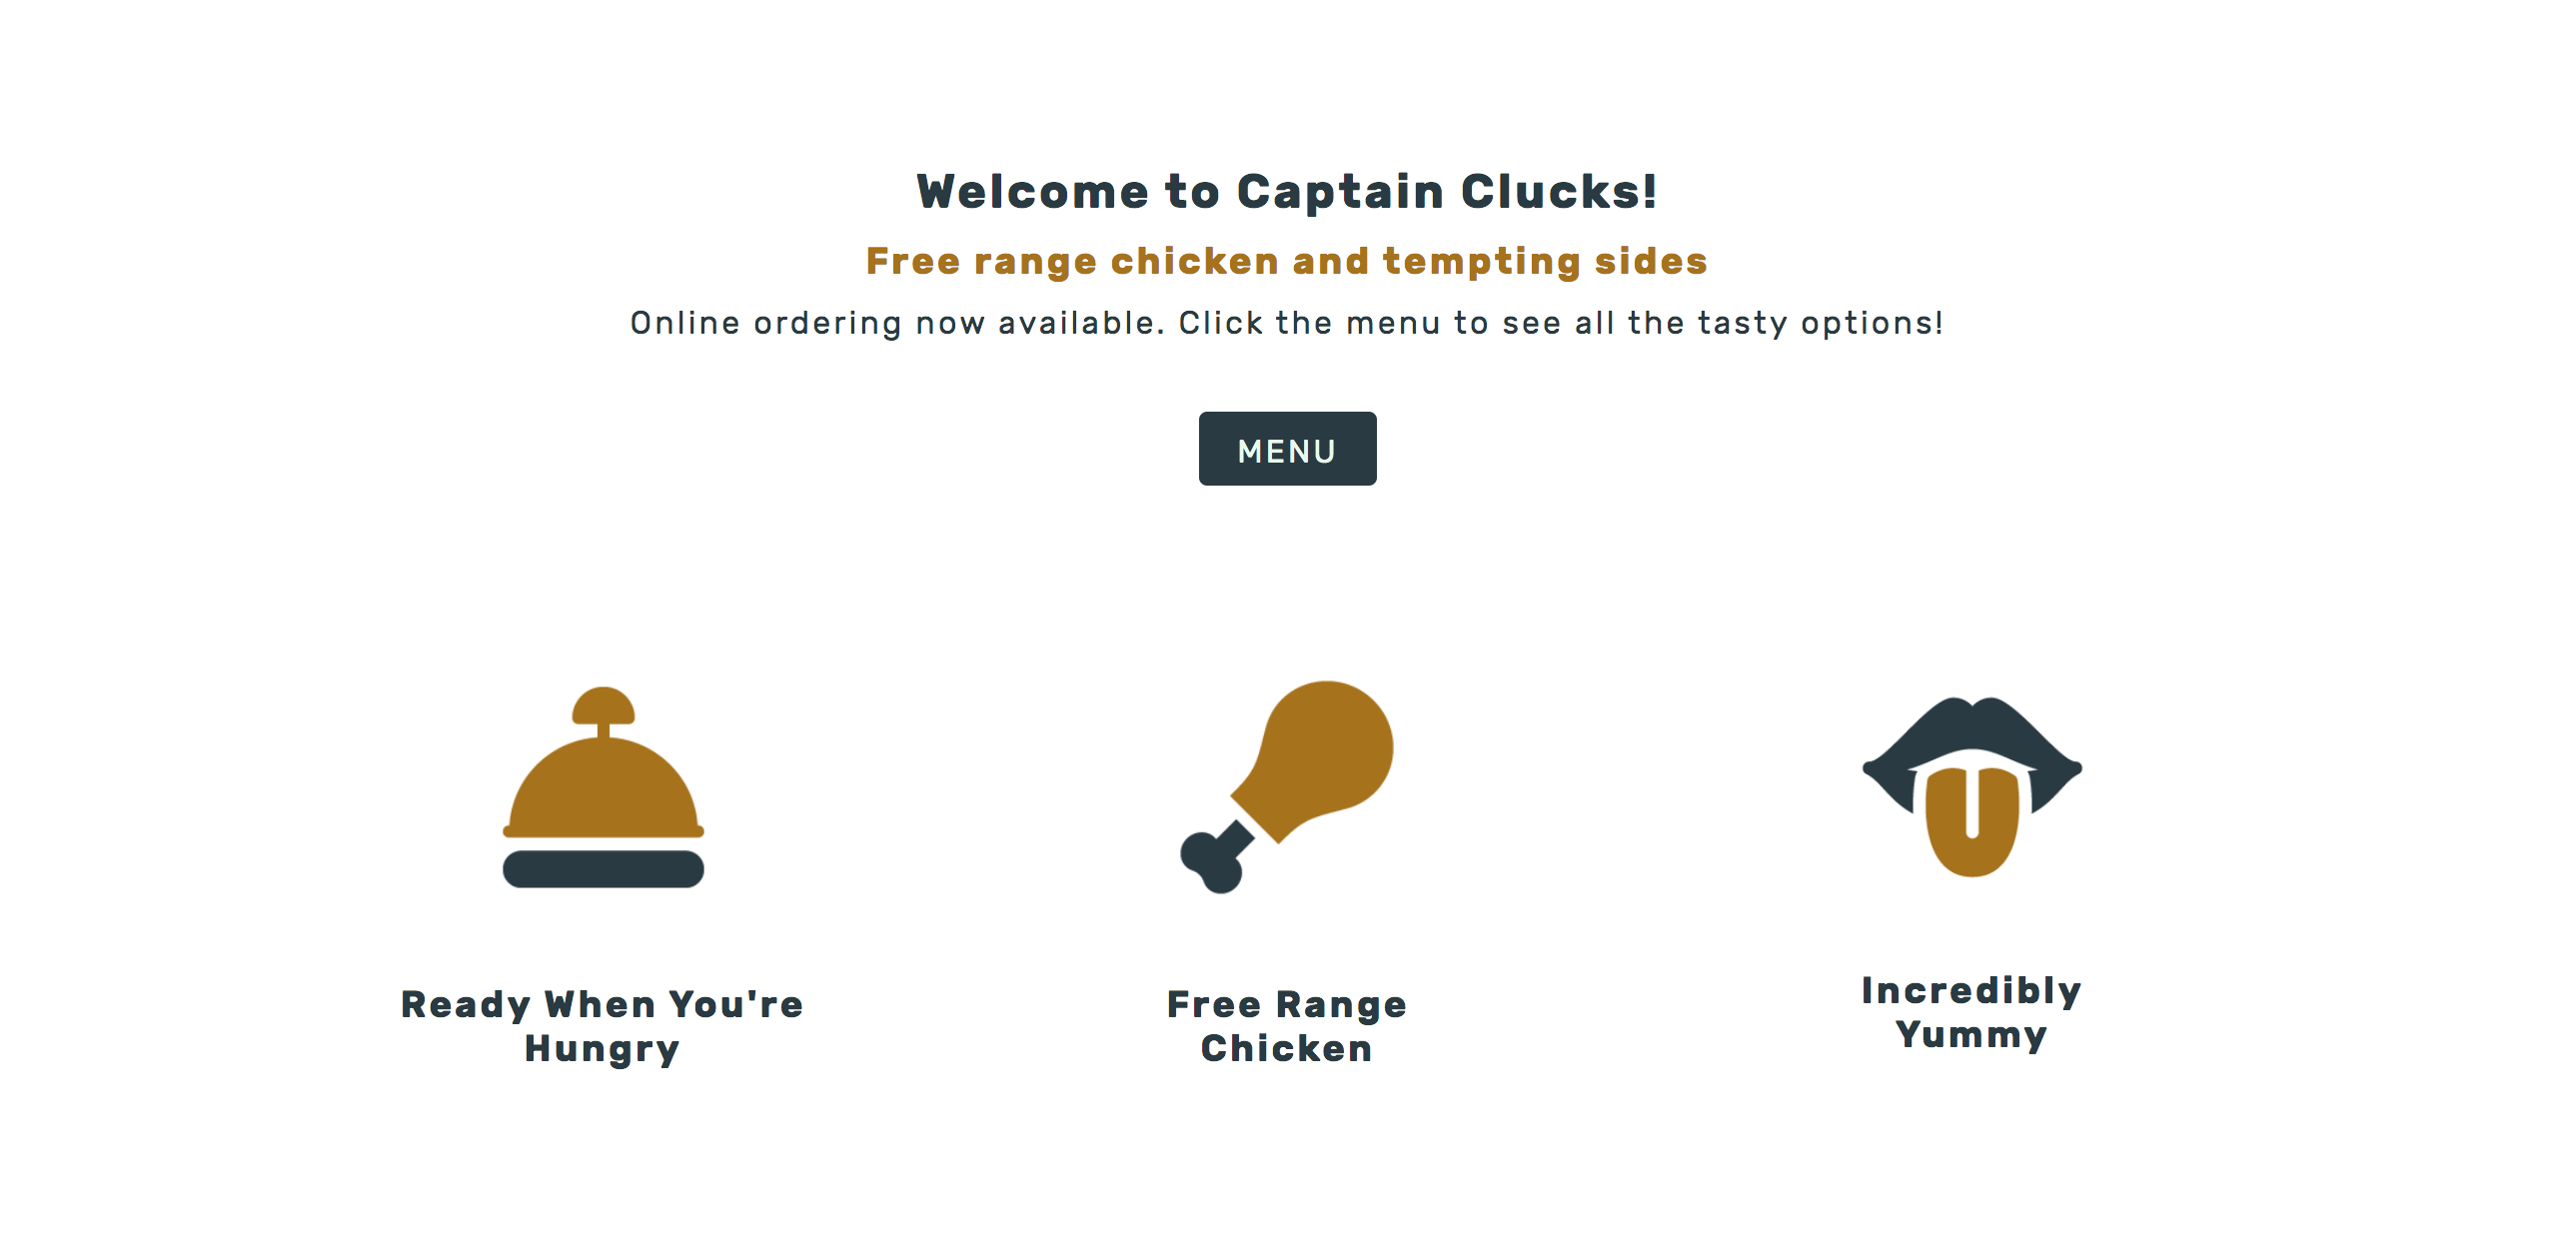 Welcome to Captain Clucks!
Free range chicken and tempting sides
Online ordering now available. Click the menu to see all the tasty options!
MENU
Ready When You're
Hungry
Free Range
Chicken
Incredibly
Yummy